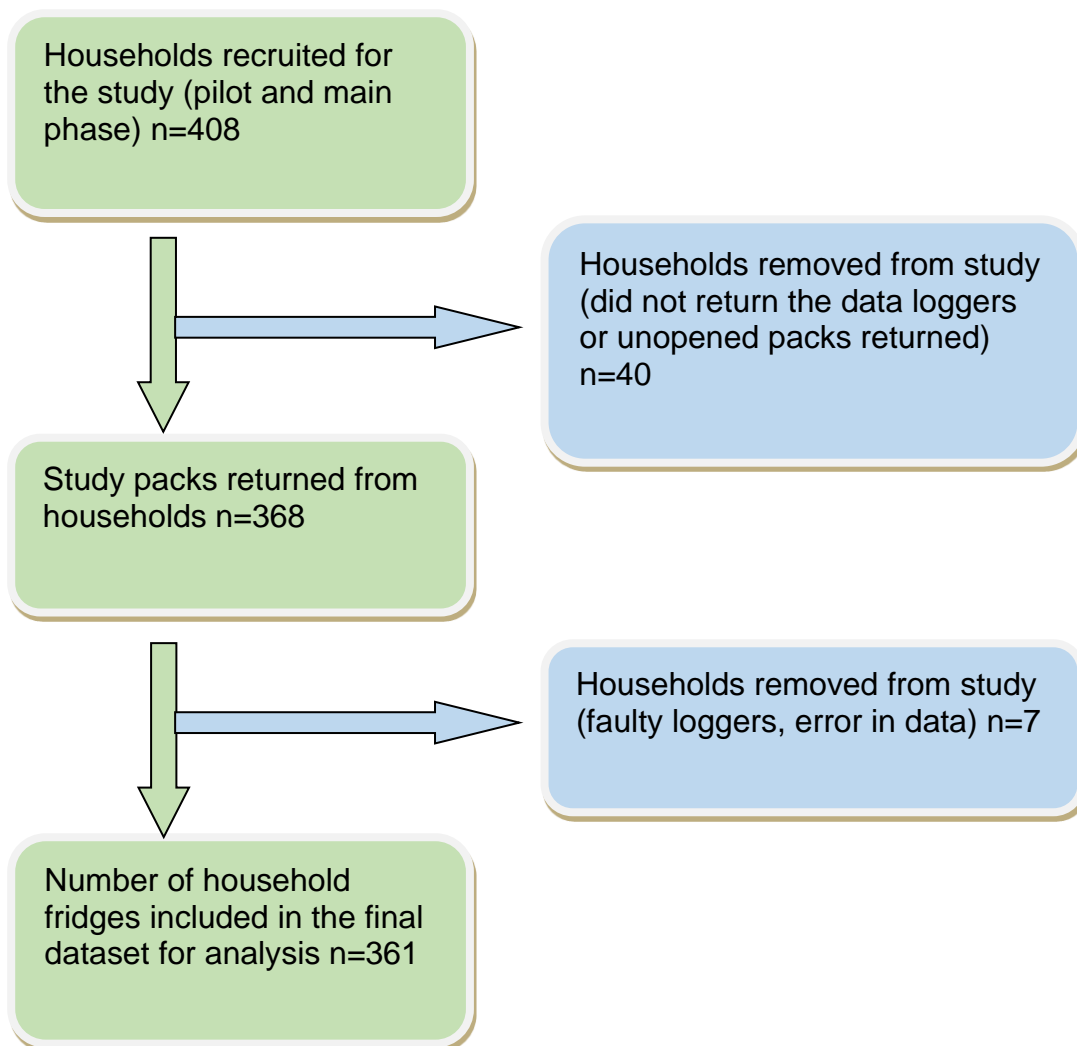 Households recruited for
the study (pilot and main
phase) n=408
Households removed from study
(did not return the data loggers
or unopened packs returned)
n=40
Study packs returned from
households n=368
Households removed from study
(faulty loggers, error in data) n=7
Number of household
fridges included in the final
dataset for analysis n=361